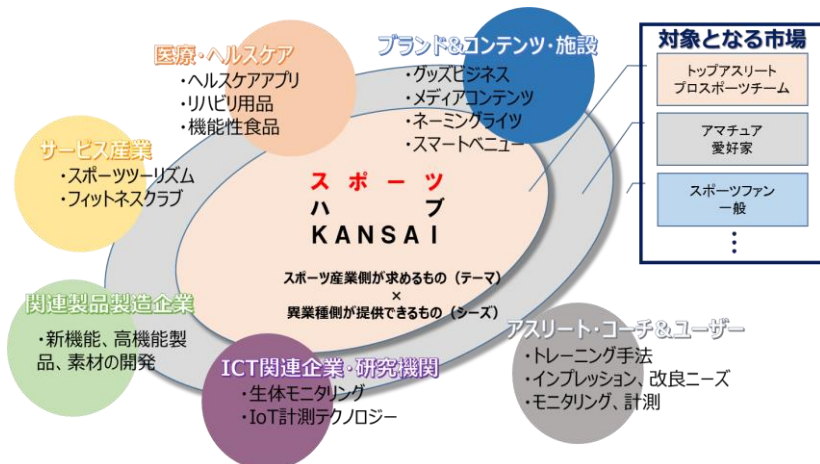 医療・ヘルスケア
・ヘルスケアアプリ
・リハビリ用品
・機能性食品
ブランド&コンテンツ・施設
・グッズビジネス
・メディアコンテンツ
・ネーミングライツ
・スマートベニュー
対象となる市場
トップアスリート
プロスポーツチーム
アマチュア
愛好家
スポーツファン
一般
⋮
サービス産業
・スポーツツーリズム
・フィットネスクラブ
スポーツ
ハブ
KANSAI
スポーツ産業側が求めるもの（テーマ）
×
異業種側が提供できるもの（シーズ）
関連製品製造企業
・新機能、高機能製
品、素材の開発
ICT関連企業・研究機関
・生体モニタリング
・IoT計測テクノロジー
アスリート・コーチ&ユーザー
・トレーニング手法
・インプレッション、改良ニーズ
・モニタリング、計測